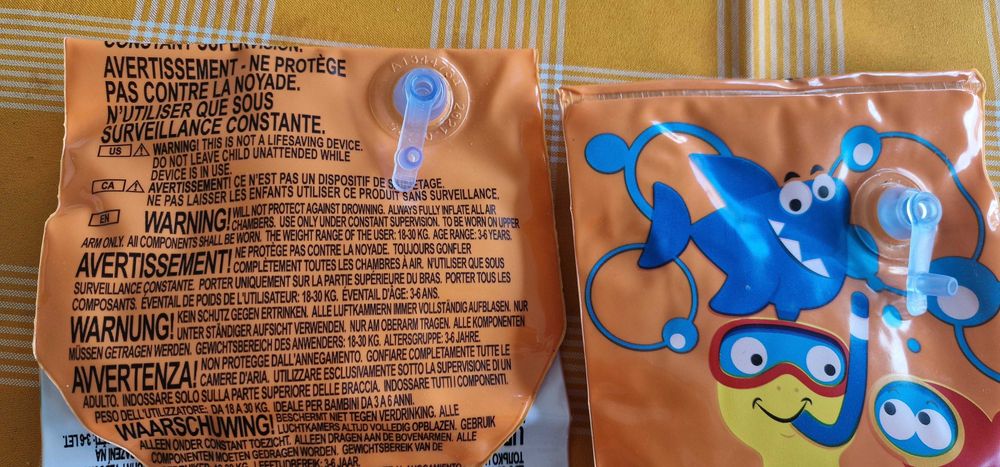 CONSTANT SUPERVISION.
AVERTISSEMENT - NE PROTÈGE
PAS CONTRE LA NOYADE.
N'UTILISER QUE SOUS
SURVEILLANCE CONSTANTE.
US WARNING! THIS IS NOT A LIFESAVING DEVICE.
DO NOT LEAVE CHILD UNATTENDED WHILE
DEVICE IS IN USE.
CA AVERTISSEMENT! CE N'EST PAS UN DISPOSITIF DE
NE PAS LAISSER LES ENFANTS UTILISER CE PRODUIT SANS SURVEILLANCE.
EN WARNING! WILL NOT PROTECT AGAINST DROWNING. ALWAYS FULLY INFLATE ALL AIR
CHAMBERS. USE ONLY UNDER CONSTANT SUPERVISION. TO BE WORN ON UPPER
ARM ONLY. All COMPONENTS SHALL BE WORN. THE WEIGHT RANGE OF THE USER: 18-30 KG. AGE RANGE: 3-6 YEARS.
AVERTISSEMENT! NE PROTÈGE PAS CONTRE LA NOYADE. TOUJOURS GONFLER
COMPLÈTEMENT TOUTES LES CHAMBRES À AIR. N'UTILISER QUE SOUS
SURVEILLANCE CONSTANTE. PORTER UNIQUEMENT SUR LA PARTIE SUPÉRIEURE DU BRAS. PORTER TOUS LES
COMPOSANTS. ÉVENTAIL DE POIDS DE L'UTILISATEUR: 18-30 KG. ÉVENTAIL D'ÂGE: 3-6 ANS.
WARNUNG! KEIN SCHUTZ GEGEN ERTRINKEN. ALLE LUFTKAMMERN IMMER VOLLSTÄNDIG AUFBLASEN. NUR
UNTER STÄNDIGER AUFSICHT VERWENDEN. NUR AM OBERARM TRAGEN. ALLE KOMPONENTEN
MÜSSEN GETRAGEN WERDEN. GEWICHTSBEREICH DES ANWENDERS: 18-30 KG. ALTERSGRUPPE: 3-6 JAHRE.
AVVERTENZA! NON PROTEGGE DALL'ANNEGAMENTO. GONFIARE COMPLETAMENTE TUTTE LE
CAMERE D'ARIA. UTILIZZARE ESCLUSIVAMENTE SOTTO LA SUPERVISIONE DI UN
ADULTO. INDOSSARE SOLO SULLA PARTE SUPERIORE DELLE BRACCIA. INDOSSARE TUTTI I COMPONENTI.
PESO DELL'UTILIZZATORE: DA 18 A 30 KG. IDEALE PER BAMBINI DA 3 A 6 ANNI.
WAARSCHUWING! BESCHERMT NIET TEGEN VERDRINKING. ALLE
LUCHTKAMERS ALTIJD VOLLEDIG OPBLAZEN. GEBRUIK
ALLEEN ONDER CONSTANT TOEZICHT. ALLEEN DRAGEN AAN DE BOVENARMEN. ALLE
COMPONENTEN MOETEN GEDRAGEN WORDEN. GEWICHTSBEREIK VAN DE
18-30 KG. LEEFTIJDBEREIK: 3-6 JAAR.